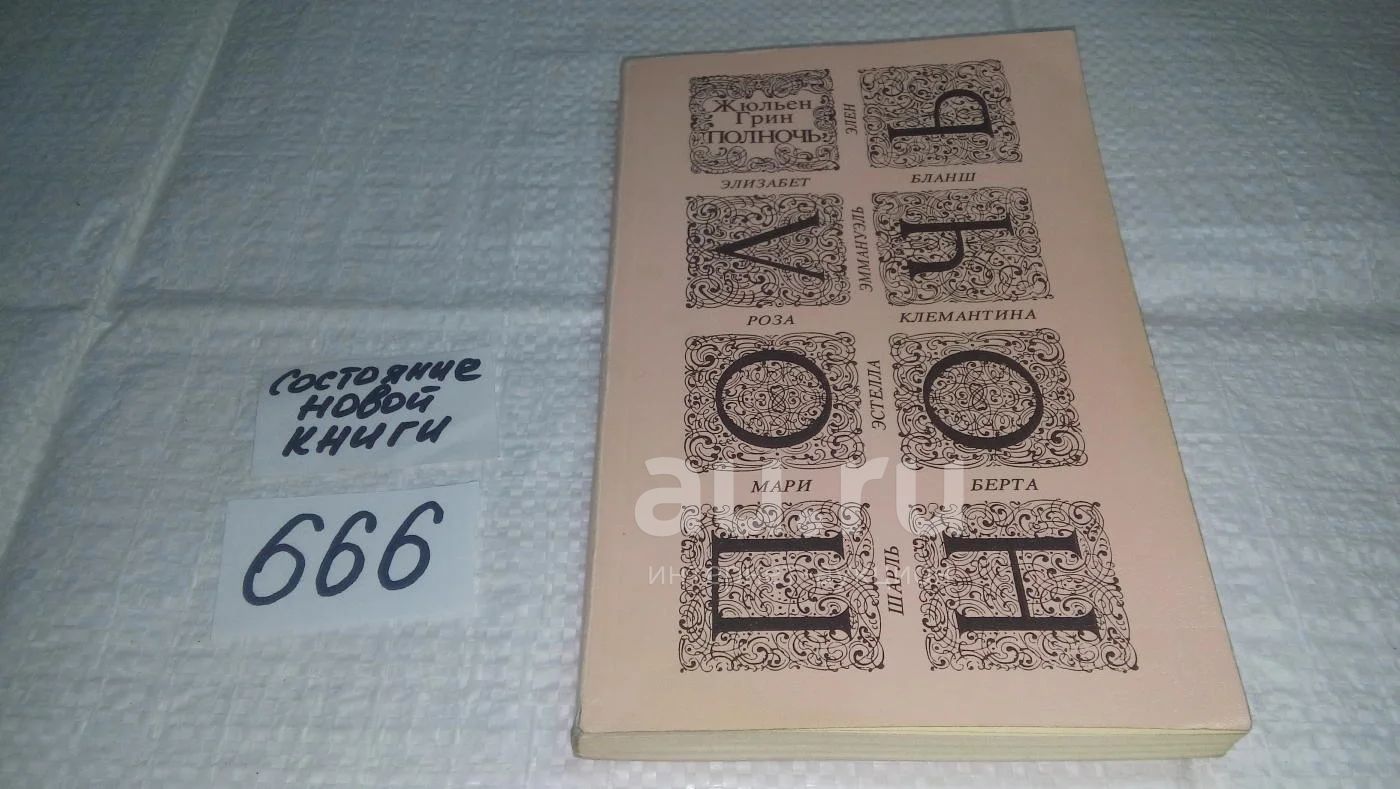 Жюльен
Грин
ПОЛНОЧЬ
ЭЛЕН
Ь
ЭЛИЗАБЕТ
БЛАНШ
Л
ЭММАНУЭЛЬ
Ч
РОЗА
КЛЕМАНТИНА
О
ЭСТЕЛЛА
О
МАРИ
БЕРТА
П
ШАРЛЬ
Н
состояние
новой
книги
666
au.ru